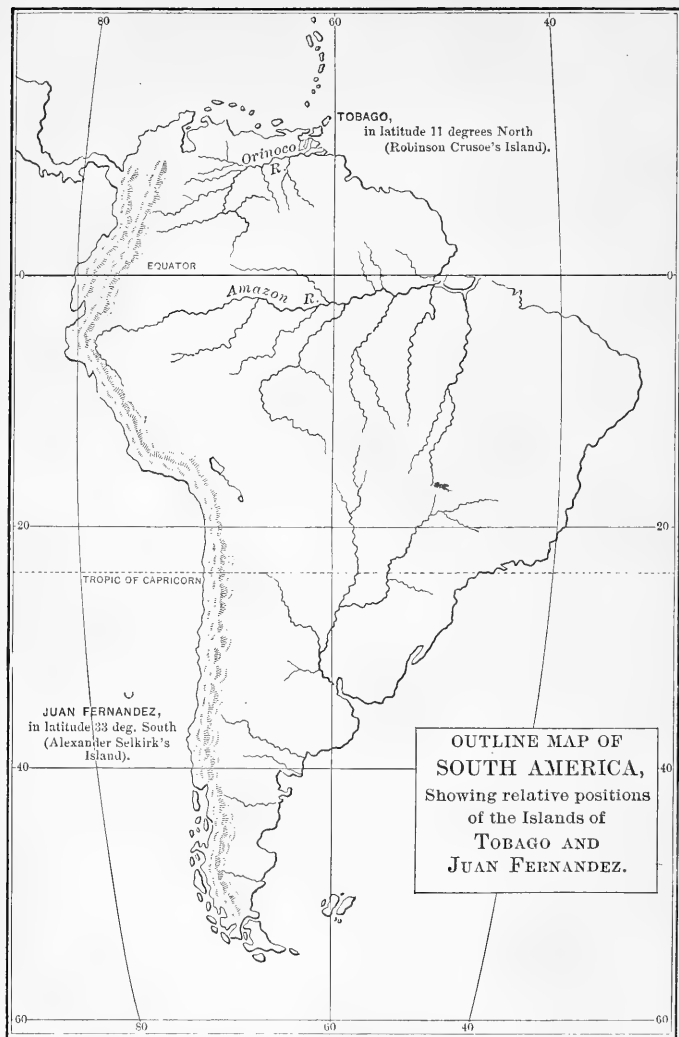 80
60
40
TOBAGO,
in latitude 11 degrees North
(Robinson Crusoe's Island).
Orinoco
R.
EQUATOR
0
0
Amazon R.
20
20
TROPIC OF CAPRICORN
JUAN FERNANDEZ,
in latitude 33 deg. South
(Alexander Selkirk's
Island).
OUTLINE MAP OF
SOUTH AMERICA,
Showing relative positions
of the Islands of
TOBAGO AND
JUAN FERNANDEZ.
40
40
60
60
80
60
40